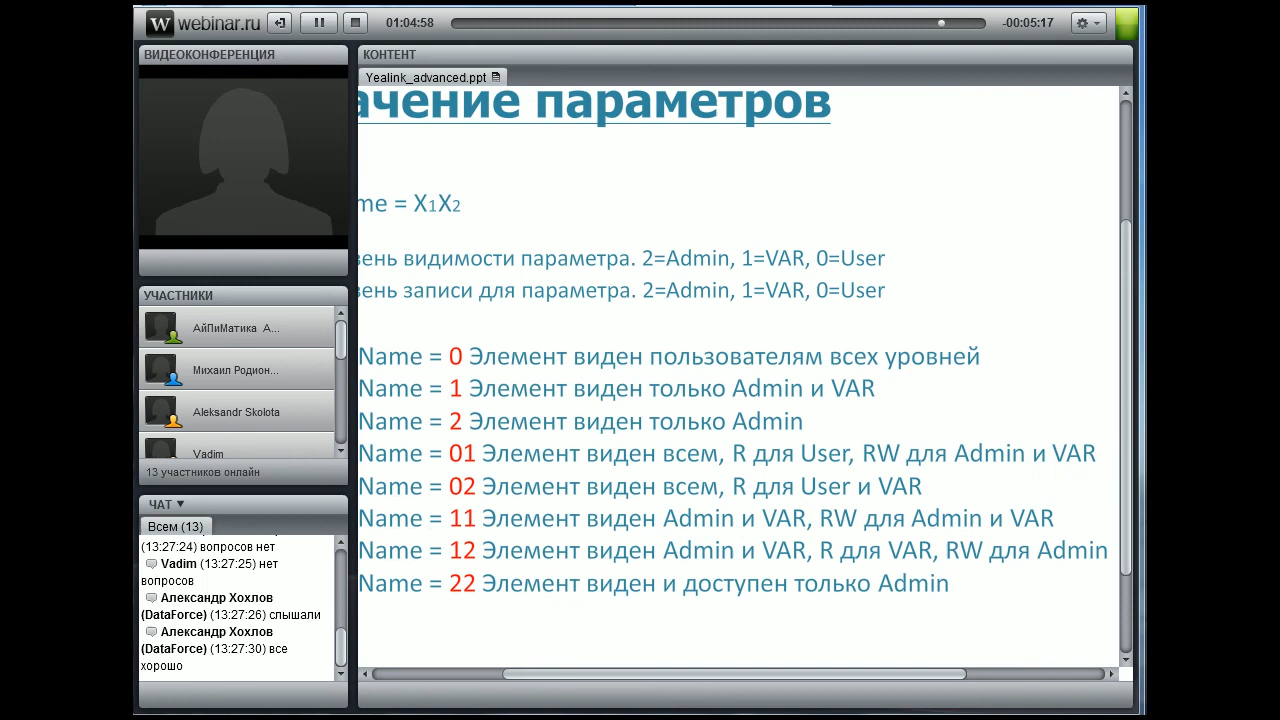 w webinar.ru 01:04:58 -00:05:17
ВИДЕОКОНФЕРЕНЦИЯ
УЧАСТНИКИ
АйПиМатика А...
Михаил Родион...
Aleksandr Skolota
Vadim
13 участников онлайн
ЧАТ
Всем (13)
(13:27:24) вопросов нет
Vadim (13:27:25) нет
вопросов
Александр Хохлов
(DataForce) (13:27:26) слышали
Александр Хохлов
(DataForce) (13:27:30) все
хорошо
КОНТЕНТ
Yealink_advanced.ppt
ачение параметров
me = X1X2
вень видимости параметра. 2=Admin, 1=VAR, 0=User
вень записи для параметра. 2=Admin, 1=VAR, 0=User
Name = 0 Элемент виден пользователям всех уровней
Name = 1 Элемент виден только Admin и VAR
Name = 2 Элемент виден только Admin
Name = 01 Элемент виден всем, R для User, RW для Admin и VAR
Name = 02 Элемент виден всем, R для User и VAR
Name = 11 Элемент виден Admin и VAR, RW для Admin и VAR
Name = 12 Элемент виден Admin и VAR, R для VAR, RW для Admin
Name = 22 Элемент виден и доступен только Admin